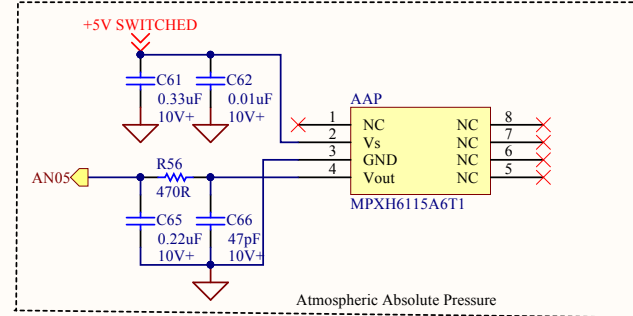 +5V SWITCHED
C61
0.33uF
10V+
C62
0.01uF
10V+
AAP
1 NC NC 8
2 Vs NC 7
3 GND NC 6
4 Vout NC 5
MPXH6115A6T1
AN05
R56
470R
C65
0.22uF
10V+
C66
47pF
10V+
Atmospheric Absolute Pressure